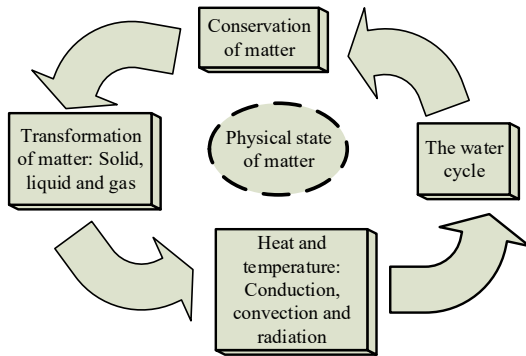 Conservation
of matter
Transformation
of matter: Solid,
liquid and gas
Physical state
of matter
The water
cycle
Heat and
temperature:
Conduction,
convection and
radiation